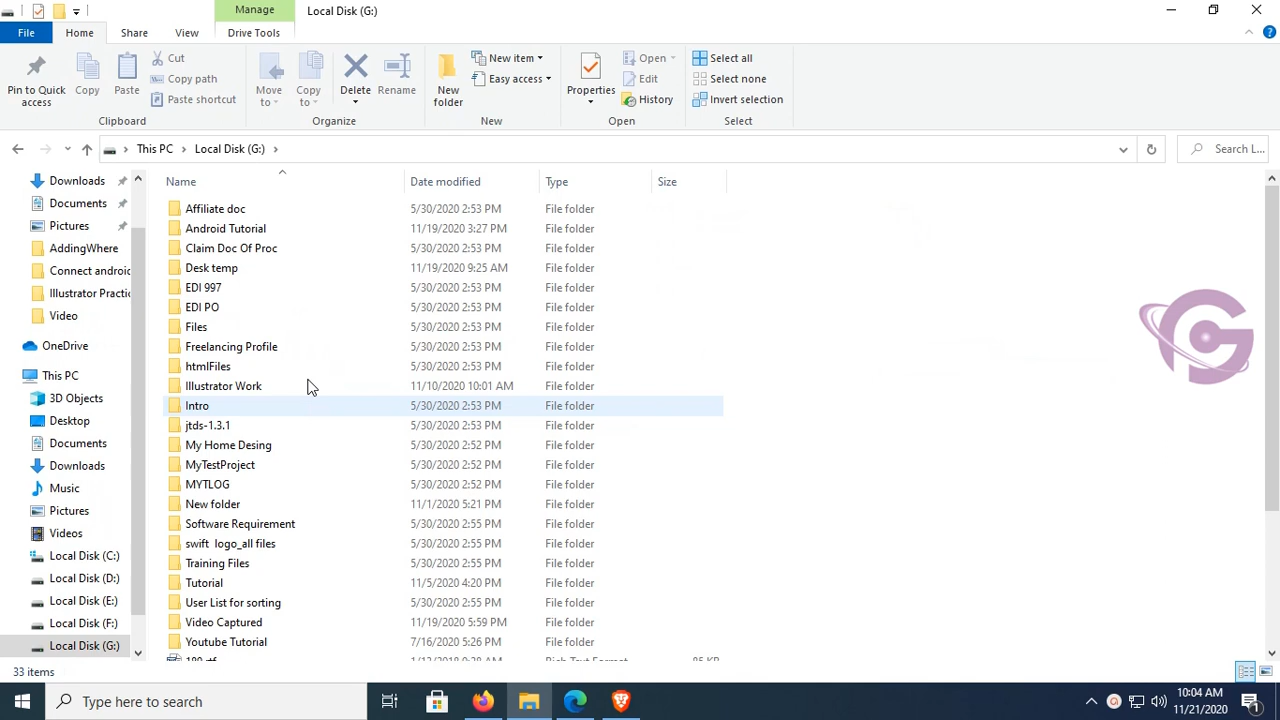 Manage
Local Disk (G:)
File
Home
Share
View
Drive Tools
Pin to Quick access
Copy
Paste
Cut
Copy path
Paste shortcut
Clipboard
Move to
Copy to
Delete
Rename
Organize
New folder
New item
Easy access
New
Properties
Open
Edit
History
Open
Select all
Select none
Invert selection
Select
This PC > Local Disk (G:) >
Search L...
Downloads
Documents
Pictures
AddingWhere
Connect android
Illustrator Practi
Video
OneDrive
This PC
3D Objects
Desktop
Documents
Downloads
Music
Pictures
Videos
Local Disk (C:)
Local Disk (D:)
Local Disk (E:)
Local Disk (F:)
Local Disk (G:)
Name Date modified Type Size
Affiliate doc 5/30/2020 2:53 PM File folder
Android Tutorial 11/19/2020 3:27 PM File folder
Claim Doc Of Proc 5/30/2020 2:53 PM File folder
Desk temp 11/19/2020 9:25 AM File folder
EDI 997 5/30/2020 2:53 PM File folder
EDI PO 5/30/2020 2:53 PM File folder
Files 5/30/2020 2:53 PM File folder
Freelancing Profile 5/30/2020 2:53 PM File folder
htmlFiles 5/30/2020 2:53 PM File folder
Illustrator Work 11/10/2020 10:01 AM File folder
Intro 5/30/2020 2:53 PM File folder
jtds-1.3.1 5/30/2020 2:53 PM File folder
My Home Desing 5/30/2020 2:52 PM File folder
MyTestProject 5/30/2020 2:52 PM File folder
MYTLOG 5/30/2020 2:52 PM File folder
New folder 11/1/2020 5:21 PM File folder
Software Requirement 5/30/2020 2:55 PM File folder
swift logo_all files 5/30/2020 2:55 PM File folder
Training Files 5/30/2020 2:55 PM File folder
Tutorial 11/5/2020 4:20 PM File folder
User List for sorting 5/30/2020 2:55 PM File folder
Video Captured 11/19/2020 5:59 PM File folder
Youtube Tutorial 7/16/2020 5:26 PM File folder
33 items
Type here to search
10:04 AM
11/21/2020
1